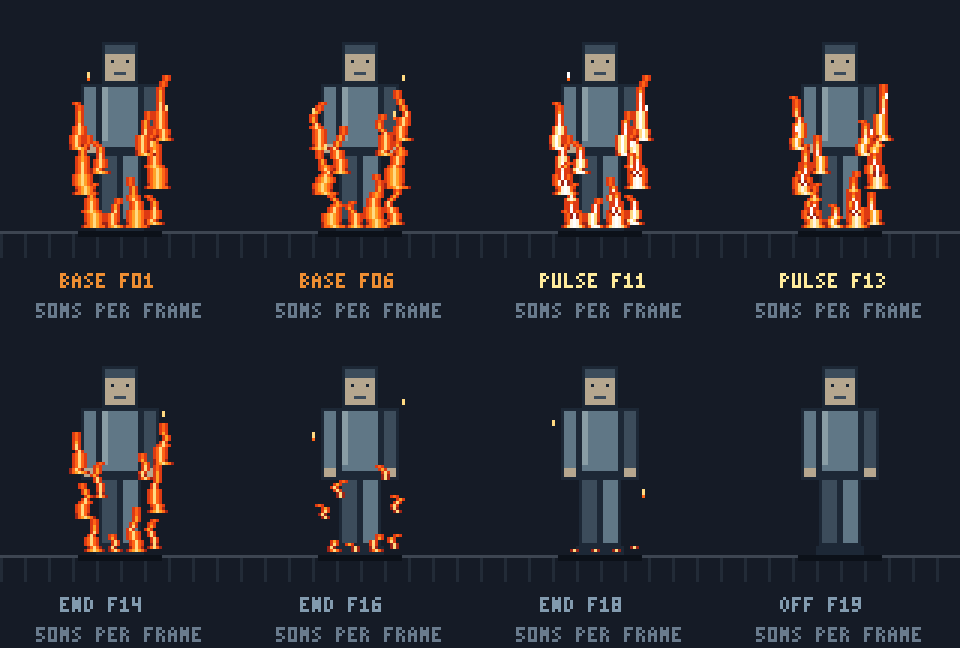 BASE F01
BASE F06
PULSE F11
PULSE F13
50MS PER FRAME
50MS PER FRAME
50MS PER FRAME
50MS PER FRAME
END F14
END F16
END F18
OFF F19
50MS PER FRAME
50MS PER FRAME
50MS PER FRAME
50MS PER FRAME